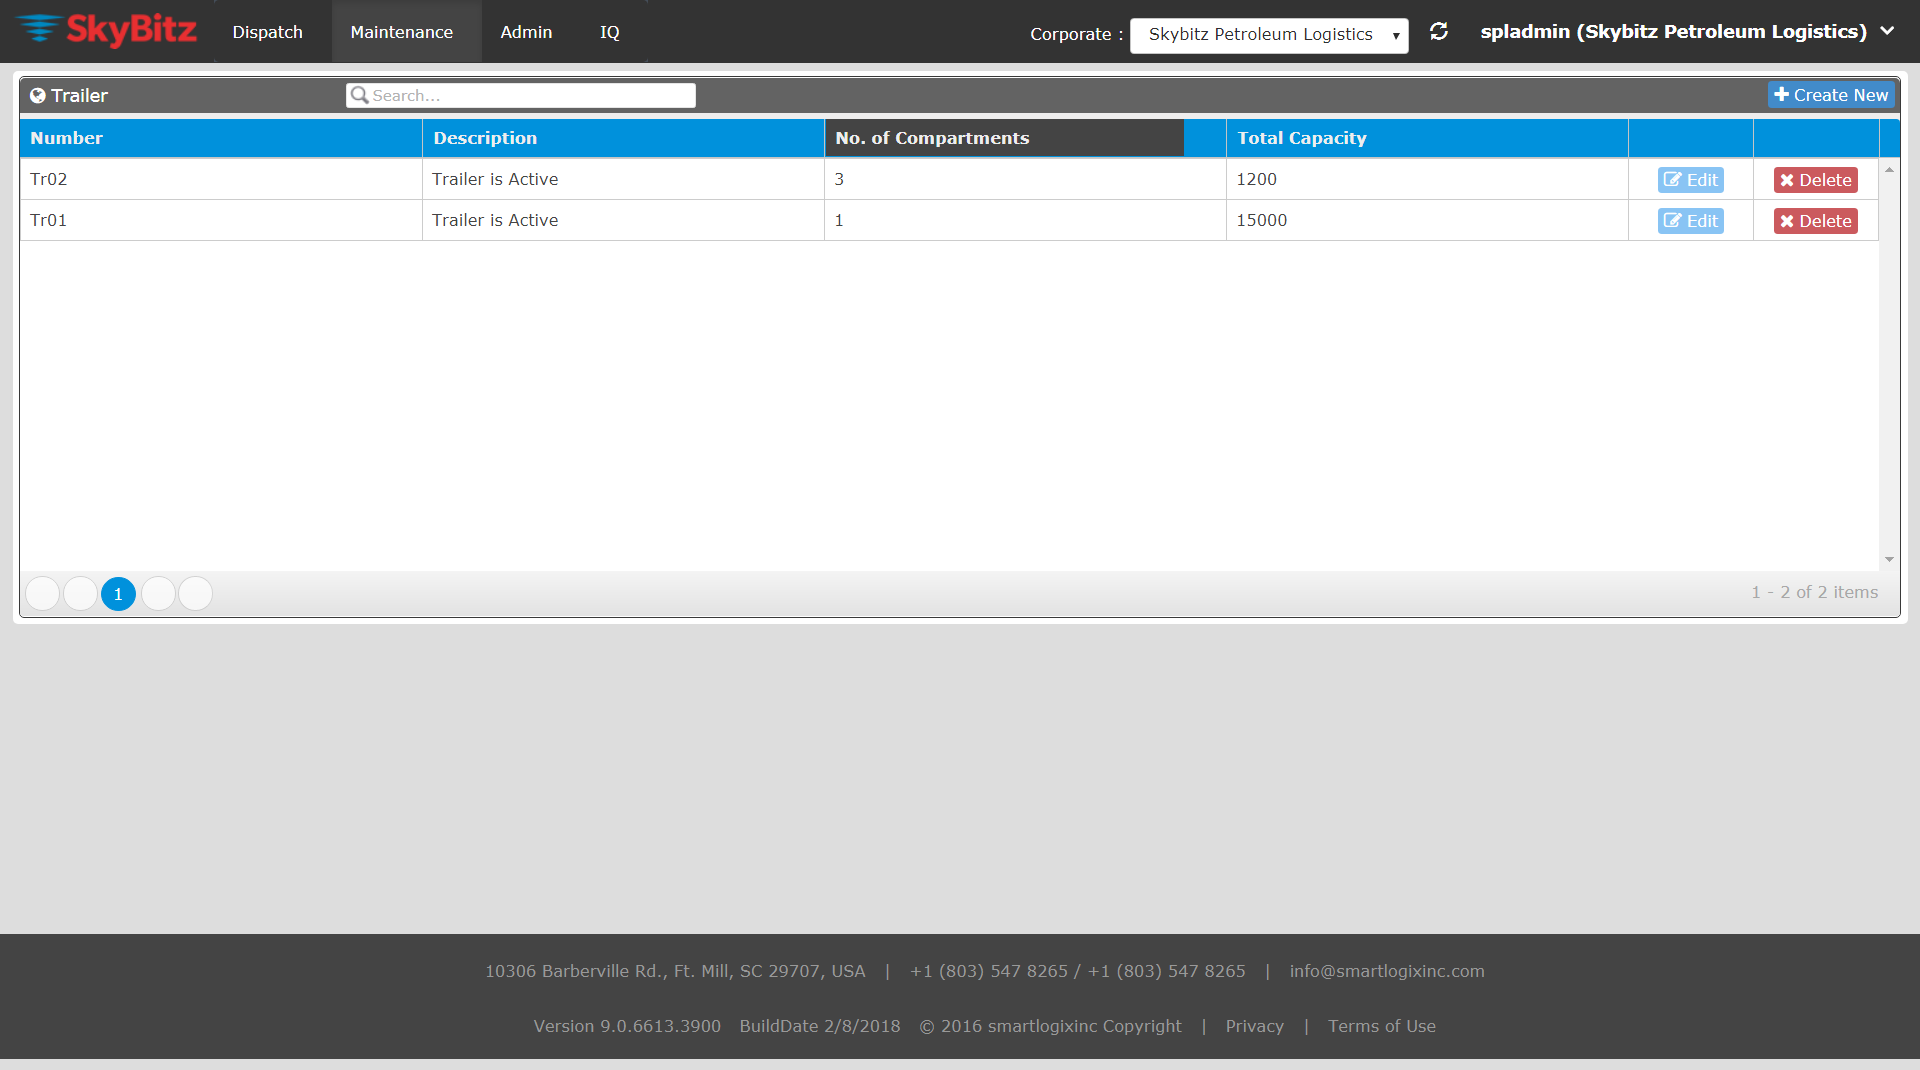 SkyBitz Dispatch Maintenance Admin IQ Corporate : Skybitz Petroleum Logistics spladmin (Skybitz Petroleum Logistics)
Trailer Search... Create New
Number Description No. of Compartments Total Capacity
Tr02 Trailer is Active 3 1200 Edit Delete
Tr01 Trailer is Active 1 15000 Edit Delete
1 1 - 2 of 2 items
10306 Barberville Rd., Ft. Mill, SC 29707, USA | +1 (803) 547 8265 / +1 (803) 547 8265 | info@smartlogixinc.com
Version 9.0.6613.3900 BuildDate 2/8/2018 © 2016 smartlogixinc Copyright | Privacy | Terms of Use